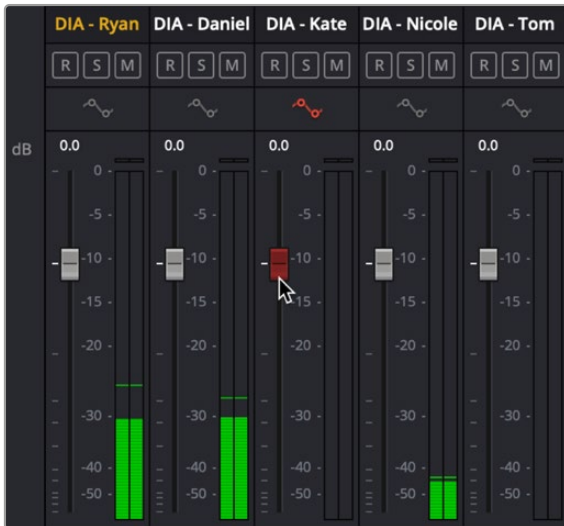 DIA - Ryan DIA - Daniel DIA - Kate DIA - Nicole DIA - Tom
R S M R S M R S M R S M R S M
dB 0.0 0.0 0.0 0.0 0.0
0 - 0 - 0 - 0 - 0 -
-5 - -5 - -5 - -5 - -5 -
-10 - -10 - -10 - -10 - -10 -
-15 - -15 - -15 - -15 - -15 -
-20 - -20 - -20 - -20 - -20 -
-30 - -30 - -30 - -30 - -30 -
-40 - -40 - -40 - -40 - -40 -
-50 - -50 - -50 - -50 - -50 -